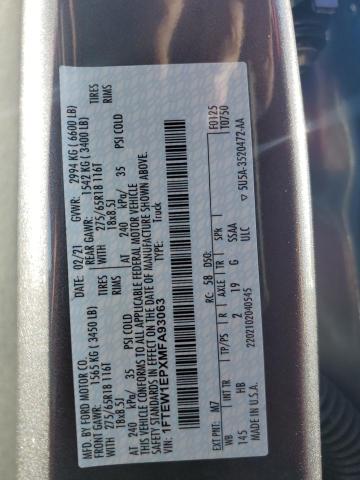 MFD. BY FORD MOTOR CO.
DATE: 02/21 GVWR: 2994 KG ( 6600 LB)
FRONT GAWR: 1565 KG ( 3450 LB) REAR GAWR: 1542 KG ( 3400 LB)
WITH 275/65R18 116T TIRES WITH 275/65R18 116T TIRES
18x8.5J RIMS 18x8.5J RIMS
AT 240 kPa/ 35 PSI COLD AT 240 kPa/ 35 PSI COLD
THIS VEHICLE CONFORMS TO ALL APPLICABLE FEDERAL MOTOR VEHICLE
SAFETY STANDARDS IN EFFECT ON THE DATE OF MANUFACTURE SHOWN ABOVE.
VIN: 1FTEW1EPXMFA93063 TYPE: Truck
F0125
T0750
EXT PNT: M7 RC: 58 DSO:
WB INT TR TP/PS R AXLE TR SPR
145 HB 2 19 G SSAA
ULC
2202102040545
5U5A-3520472-AA